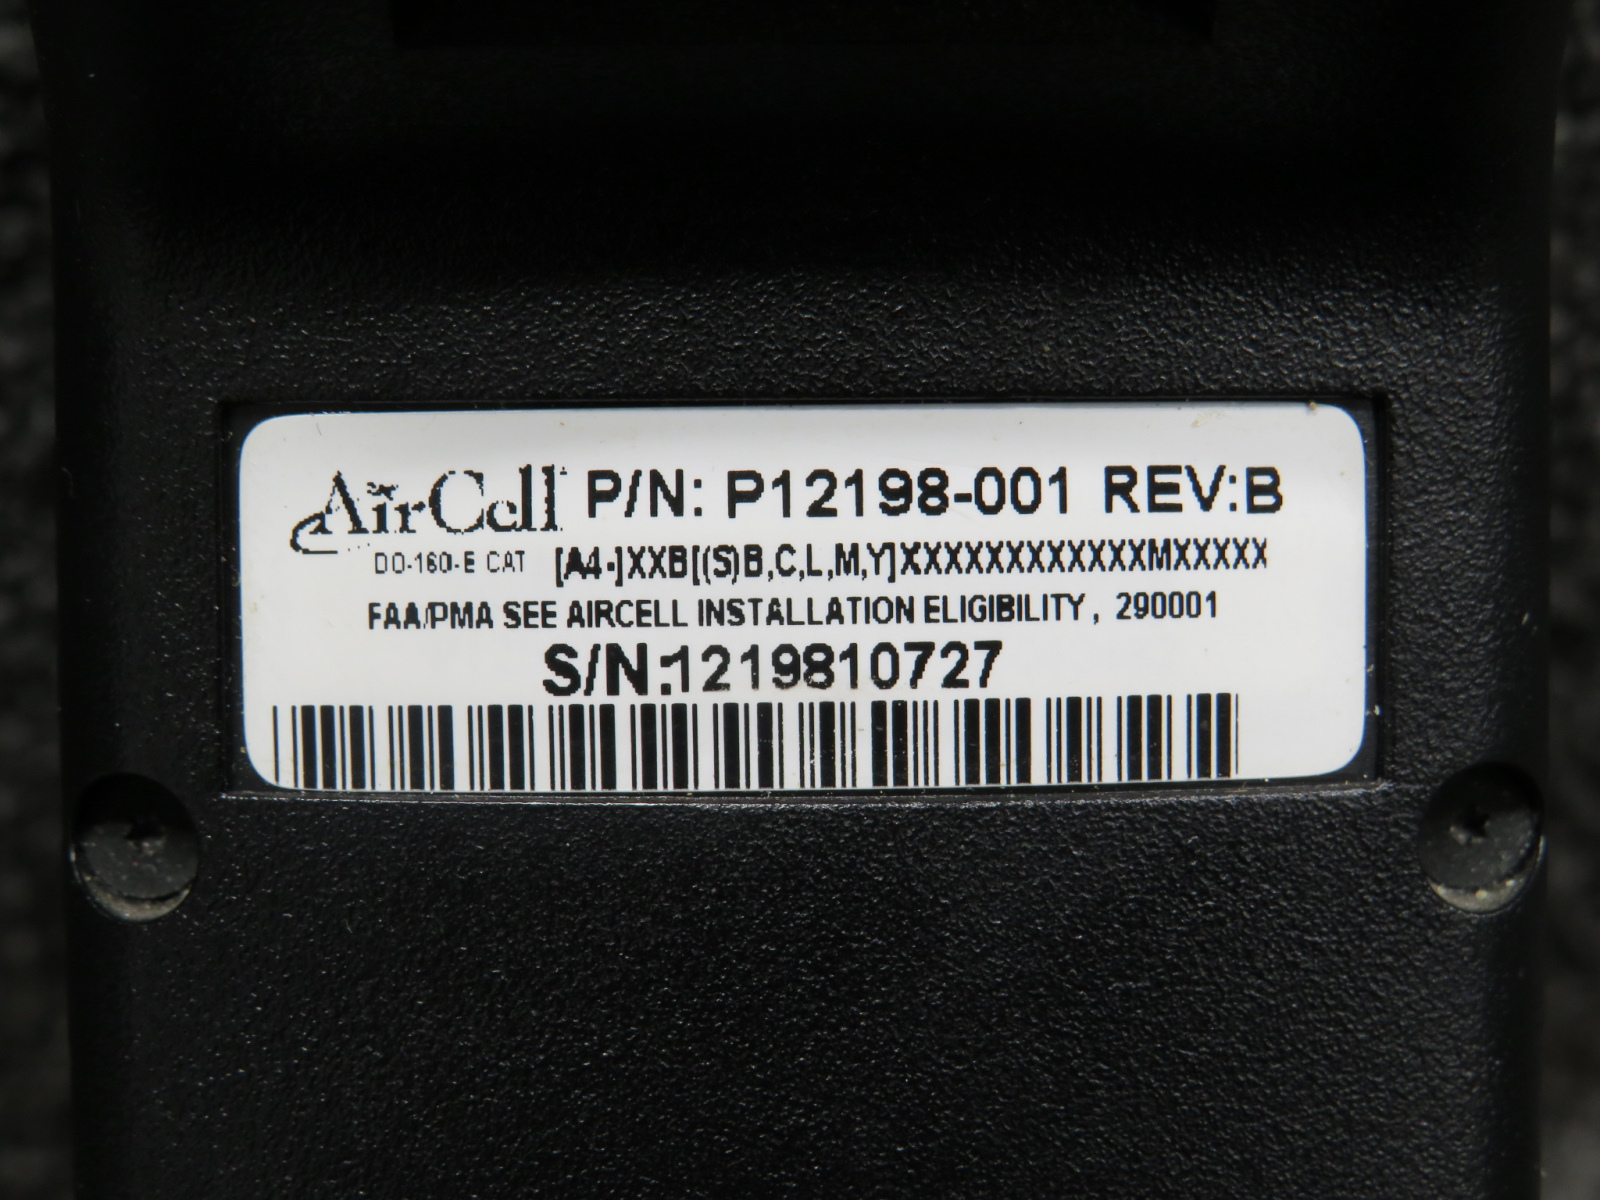 AirCell P/N: P12198-001 REV:B
DO-160-E CAT [A4-]XXB[(S)B,C,L,M,Y]XXXXXXXXXXXXMXXXXX
FAA/PMA SEE AIRCELL INSTALLATION ELIGIBILITY, 290001
S/N:1219810727